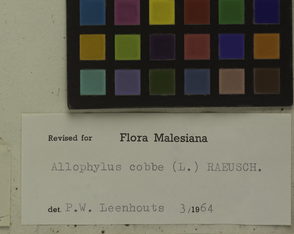 Revised for Flora Malesiana
Allophylus cobbe (L.) RAEUSCH.
det. P.W. Leenhouts 3/1964